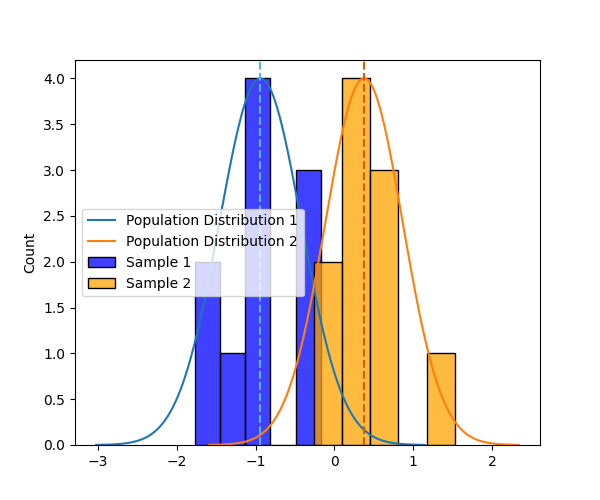 4.0
3.5
3.0
2.5
2.0
1.5
1.0
0.5
0.0
Count
Population Distribution 1
Population Distribution 2
Sample 1
Sample 2
−3 −2 −1 0 1 2